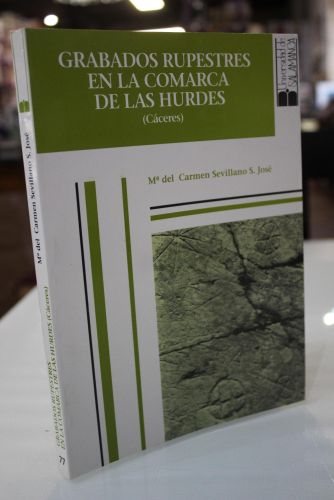 GRABADOS RUPESTRES
EN LA COMARCA
DE LAS HURDES
(Cáceres)
Mª del Carmen Sevillano S. José
Mª del Carmen Sevillano S. José
GRABADOS RUPESTRES
EN LA COMARCA DE LAS HURDES (Cáceres)
77